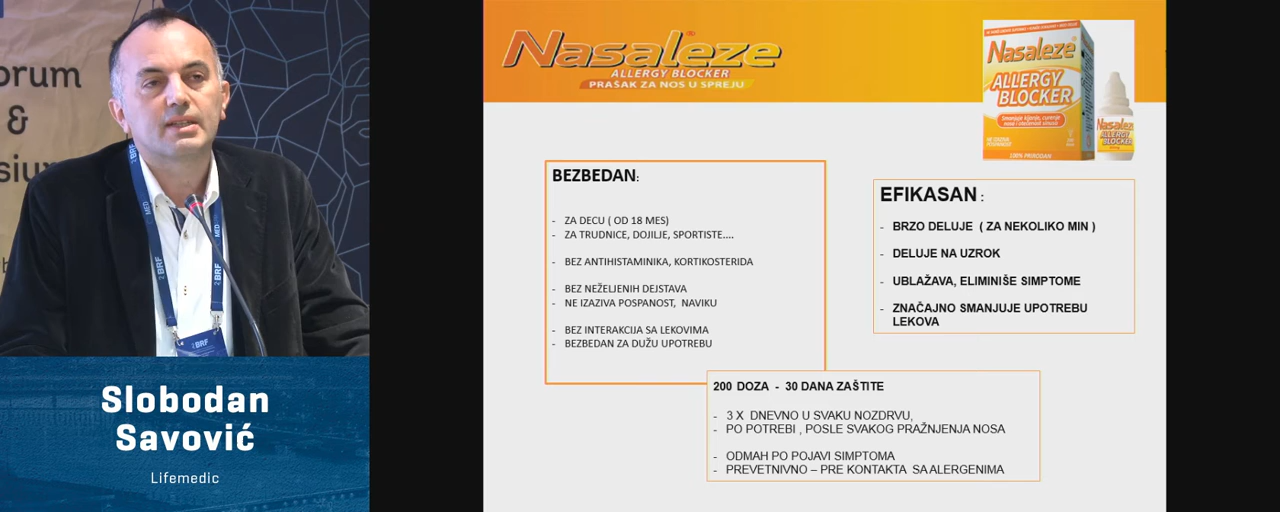 orum
&
BRF
MED
MED
BRF
2BRF
Slobodan
Savović
Lifemedic
Nasaleze®
ALLERGY BLOCKER
PRAŠAK ZA NOS U SPREJU
Nasaleze
ALLERGY
BLOCKER
100% PRIRODAN
Nasaleze
ALLERGY
BLOCKER
BEZBEDAN:
- ZA DECU ( OD 18 MES)
- ZA TRUDNICE, DOJILJE, SPORTISTE....
- BEZ ANTIHISTAMINIKA, KORTIKOSTERIDA
- BEZ NEŽELJENIH DEJSTAVA
- NE IZAZIVA POSPANOST, NAVIKU
- BEZ INTERAKCIJA SA LEKOVIMA
- BEZBEDAN ZA DUŽU UPOTREBU
EFIKASAN :
- BRZO DELUJE ( ZA NEKOLIKO MIN )
- DELUJE NA UZROK
- UBLAŽAVA, ELIMINIŠE SIMPTOME
- ZNAČAJNO SMANJUJE UPOTREBU
LEKOVA
200 DOZA - 30 DANA ZAŠTITE
- 3 X DNEVNO U SVAKU NOZDRVU,
- PO POTREBI , POSLE SVAKOG PRAŽNJENJA NOSA
- ODMAH PO POJAVI SIMPTOMA
- PREVETNIVNO – PRE KONTAKTA SA ALERGENIMA